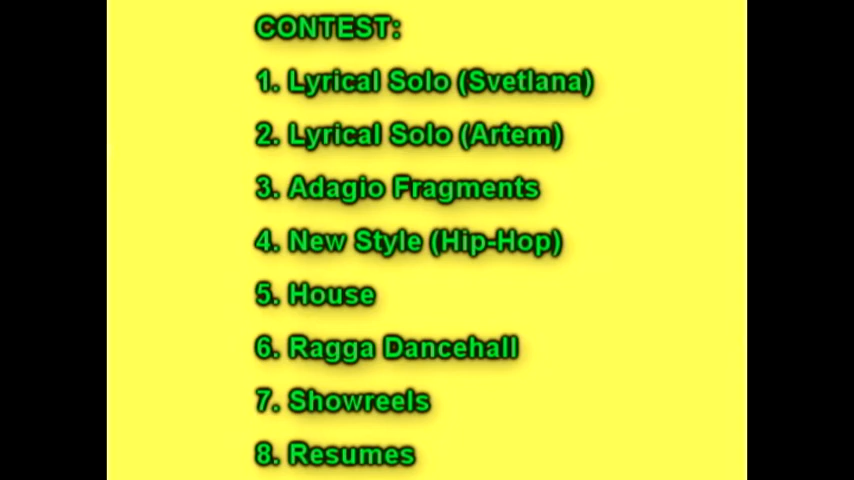 CONTEST:
1. Lyrical Solo (Svetlana)
2. Lyrical Solo (Artem)
3. Adagio Fragments
4. New Style (Hip-Hop)
5. House
6. Ragga Dancehall
7. Showreels
8. Resumes